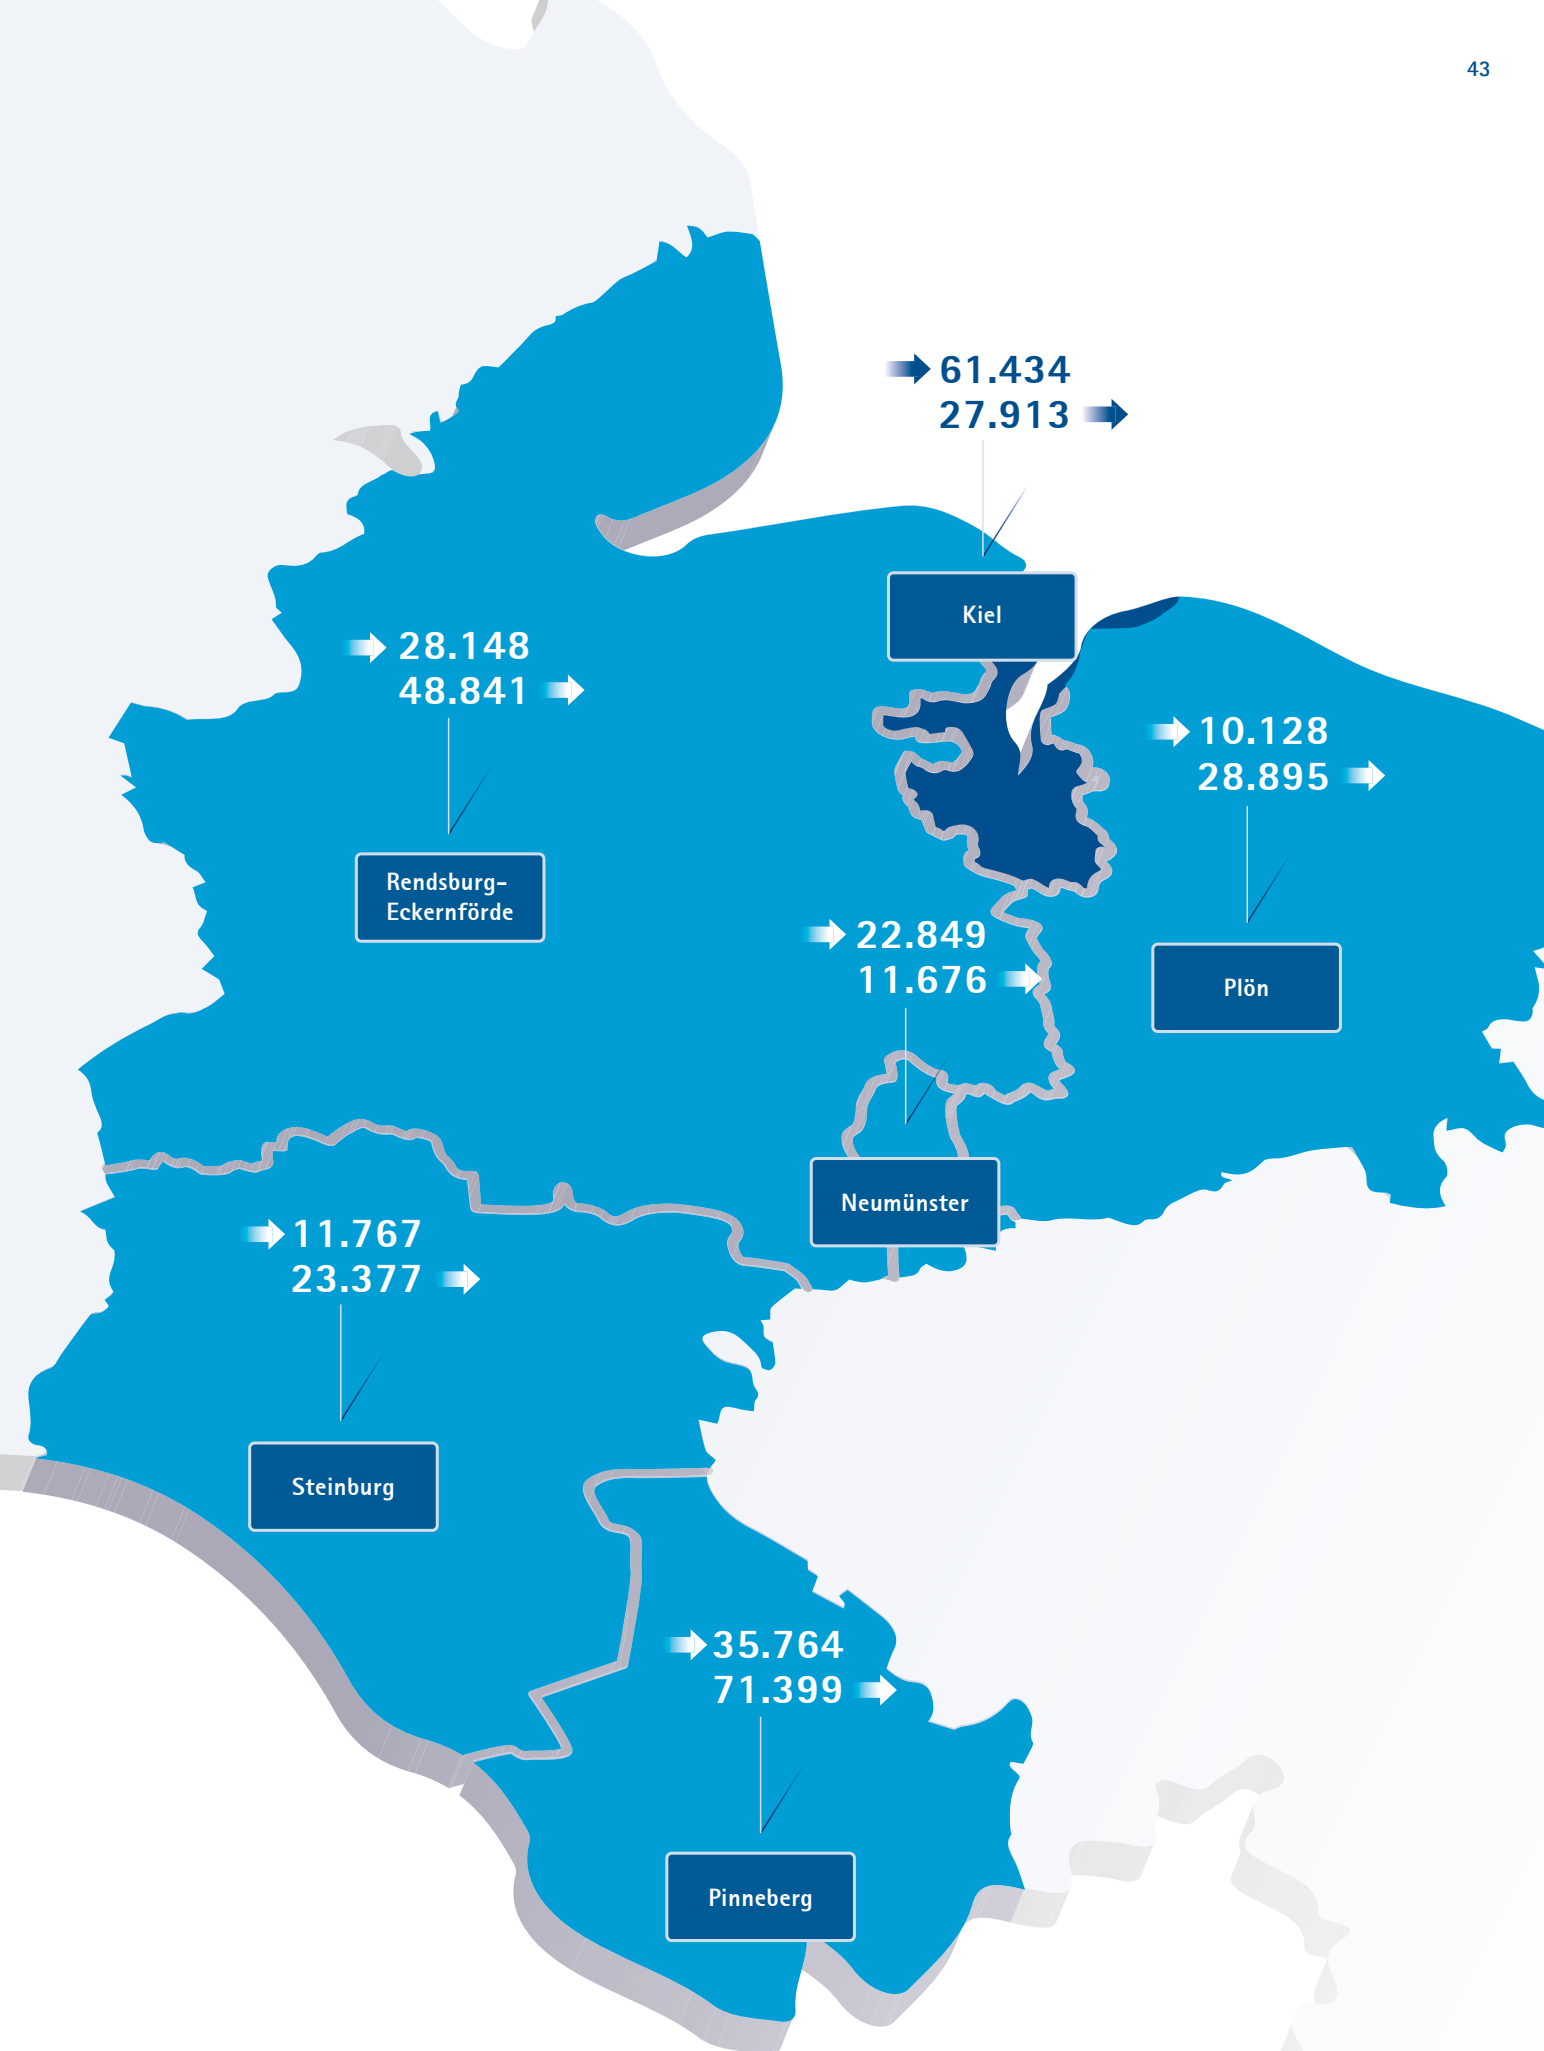 43
61.434
27.913
Kiel
28.148
48.841
Rendsburg-
Eckernförde
10.128
28.895
Plön
22.849
11.676
Neumünster
11.767
23.377
Steinburg
35.764
71.399
Pinneberg